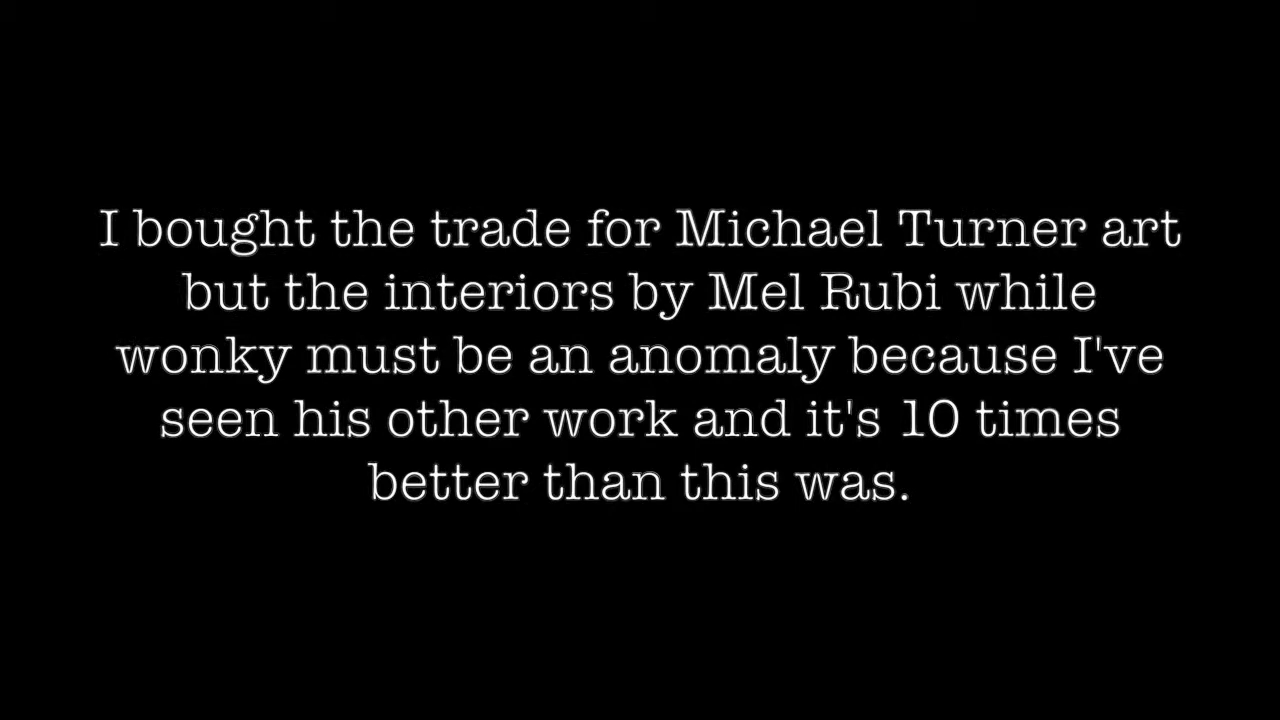 I bought the trade for Michael Turner art
but the interiors by Mel Rubi while
wonky must be an anomaly because I've
seen his other work and it's 10 times
better than this was.